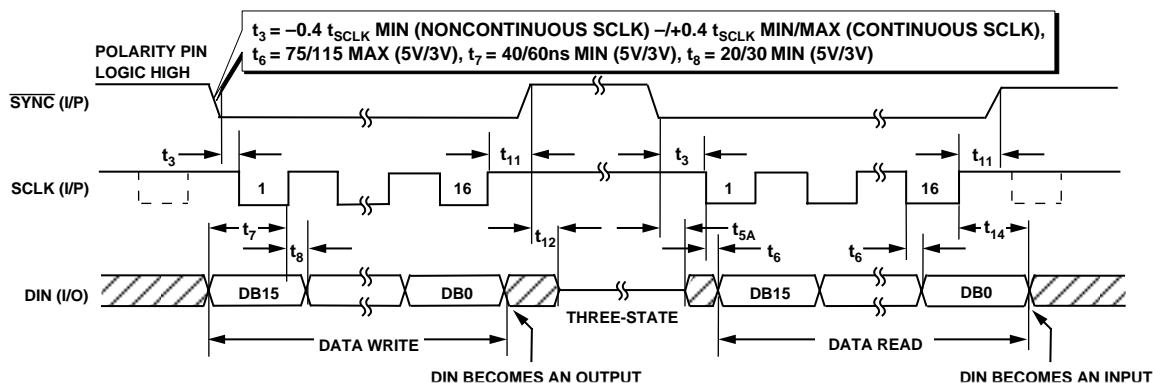 t3 = –0.4 tSCLK MIN (NONCONTINUOUS SCLK) –/+0.4 tSCLK MIN/MAX (CONTINUOUS SCLK),
t6 = 75/115 MAX (5V/3V), t7 = 40/60ns MIN (5V/3V), t8 = 20/30 MIN (5V/3V)
POLARITY PIN
LOGIC HIGH
SYNC (I/P)
t3
t11
t3
t11
SCLK (I/P)
1
16
1
16
t7
t8
t12
t5A
t6
t6
t14
DIN (I/O)
DB15
DB0
THREE-STATE
DB15
DB0
DATA WRITE
DATA READ
DIN BECOMES AN OUTPUT
DIN BECOMES AN INPUT